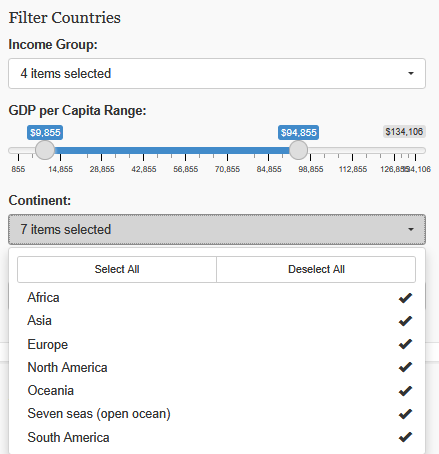 Filter Countries
Income Group:
4 items selected
GDP per Capita Range:
$9,855 $94,855 $134,106
855 14,855 28,855 42,855 56,855 70,855 84,855 98,855 112,855 126,855 134,106
Continent:
7 items selected
Select All Deselect All
Africa
Asia
Europe
North America
Oceania
Seven seas (open ocean)
South America